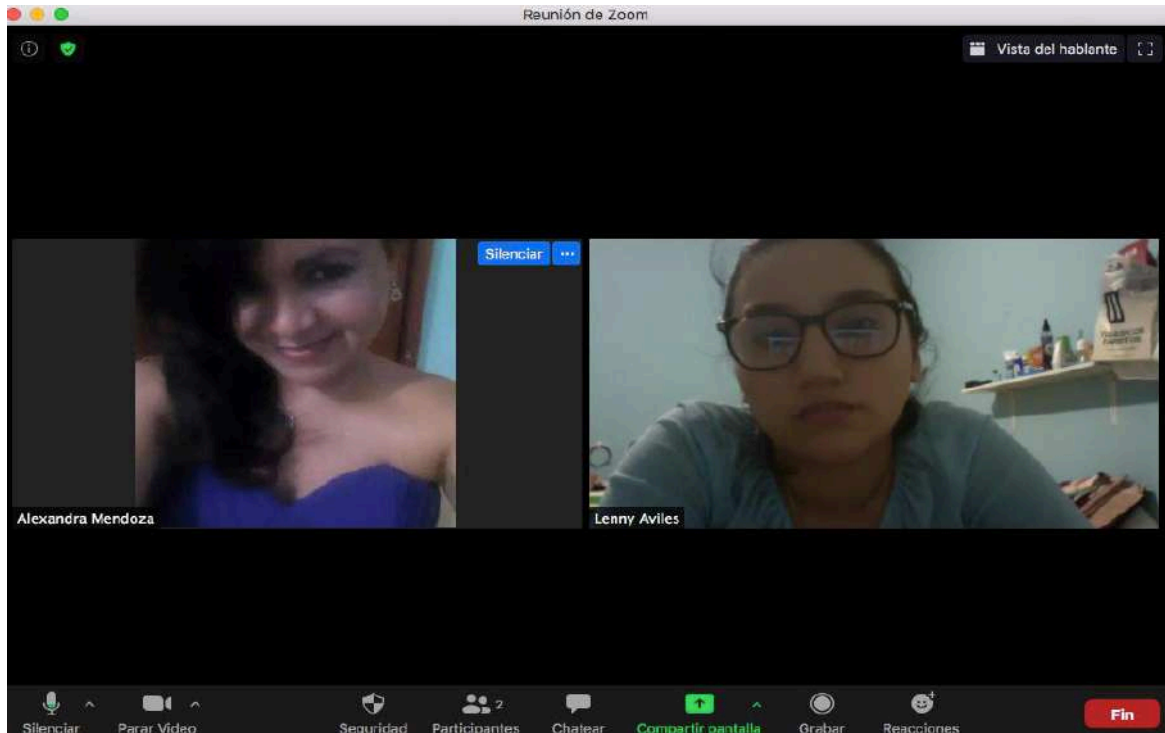 Reunión de Zoom
Vista del hablante
Silenciar
Alexandra Mendoza
Lenny Aviles
Silenciar
Parar Video
Seguridad
Participantes 2
Chatear
Compartir pantalla
Grabar
Reacciones
Fin